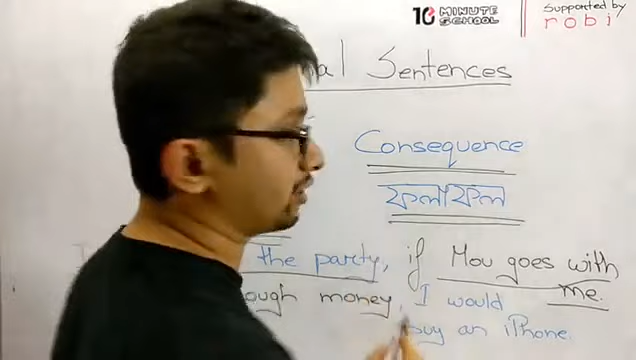 10 MINUTE SCHOOL
Supported by
robi
al Sentences
Consequence
ফলাফল
the party, if Mou goes with
me.
ough money, I would
buy an iPhone.